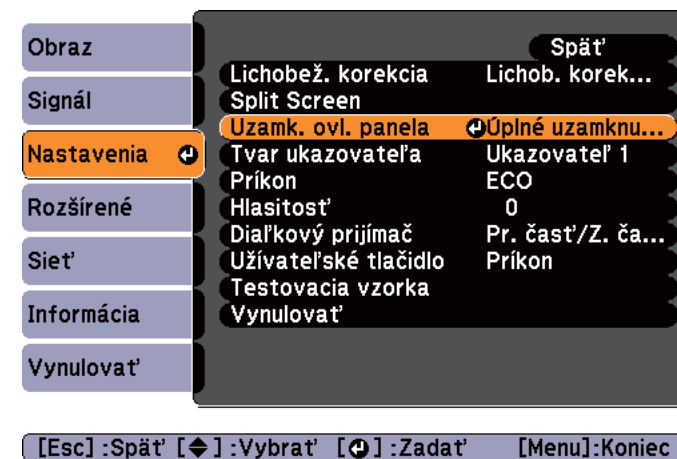 Obraz
Signál
Nastavenia
Rozšírené
Sieť
Informácia
Vynulovať
Späť
Lichobež. korekcia Lichob. korek...
Split Screen
Uzamk. ovl. panela Úplné uzamknu...
Tvar ukazovateľa Ukazovateľ 1
Príkon ECO
Hlasitosť 0
Diaľkový prijímač Pr. časť/Z. ča...
Užívateľské tlačidlo Príkon
Testovacia vzorka
Vynulovať
[Esc] :Späť [◆] :Vybrať [⏎] :Zadať [Menu]:Koniec